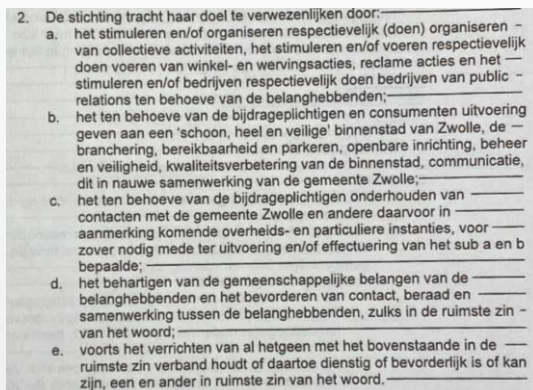 2. De stichting tracht haar doel te verwezenlijken door:
a. het stimuleren en/of organiseren respectievelijk (doen) organiseren
van collectieve activiteiten, het stimuleren en/of voeren respectievelijk
doen voeren van winkel- en wervingsacties, reclame acties en het
stimuleren en/of bedrijven respectievelijk doen bedrijven van public
relations ten behoeve van de belanghebbenden;
b. het ten behoeve van de bijdrageplichtigen en consumenten uitvoering
geven aan een 'schoon, heel en veilige' binnenstad van Zwolle, de
branchering, bereikbaarheid en parkeren, openbare inrichting, beheer
en veiligheid, kwaliteitsverbetering van de binnenstad, communicatie,
dit in nauwe samenwerking van de gemeente Zwolle;
c. het ten behoeve van de bijdrageplichtigen onderhouden van
contacten met de gemeente Zwolle en andere daarvoor in
aanmerking komende overheids- en particuliere instanties, voor
zover nodig mede ter uitvoering en/of effectuering van het sub a en b
bepaalde;
d. het behartigen van de gemeenschappelijke belangen van de
belanghebbenden en het bevorderen van contact, beraad en
samenwerking tussen de belanghebbenden, zulks in de ruimste zin
van het woord;
e. voorts het verrichten van al hetgeen met het bovenstaande in de
ruimste zin verband houdt of daartoe dienstig of bevorderlijk is of kan
zijn, een en ander in ruimste zin van het woord.